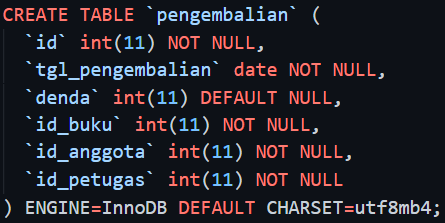 CREATE TABLE `pengembalian` (
  `id` int(11) NOT NULL,
  `tgl_pengembalian` date NOT NULL,
  `denda` int(11) DEFAULT NULL,
  `id_buku` int(11) NOT NULL,
  `id_anggota` int(11) NOT NULL,
  `id_petugas` int(11) NOT NULL
) ENGINE=InnoDB DEFAULT CHARSET=utf8mb4;